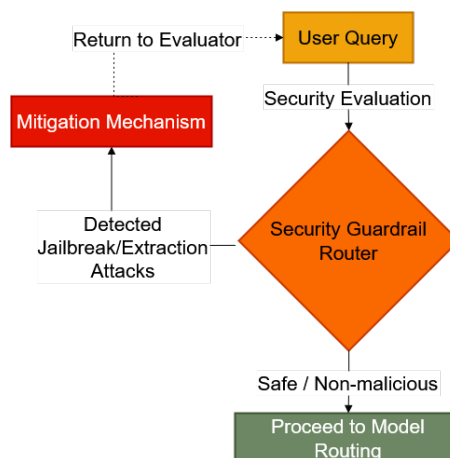 Return to Evaluator
User Query
Security Evaluation
Mitigation Mechanism
Detected
Jailbreak/Extraction
Attacks
Security Guardrail
Router
Safe / Non-malicious
Proceed to Model
Routing